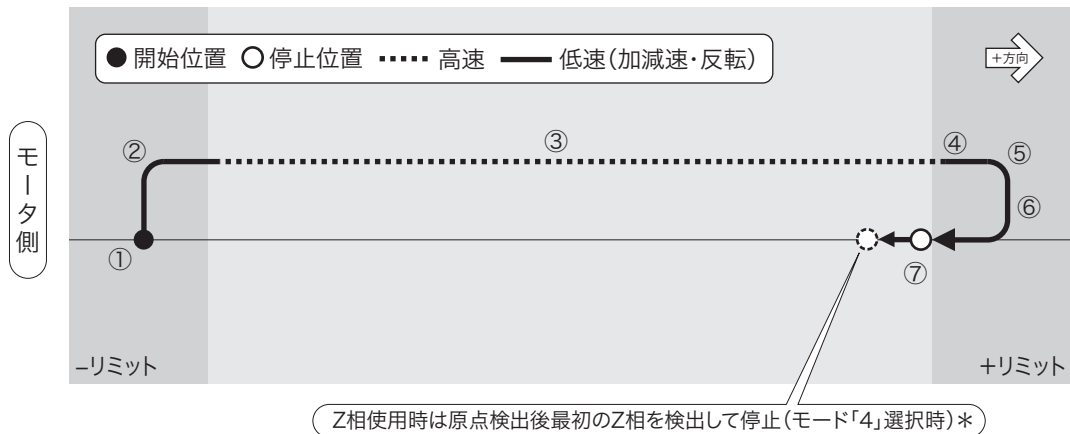 ●開始位置 ○停止位置 ······ 高速 ━━ 低速(加減速・反転)
+方向
モータ側
① ② ③ ④ ⑤ ⑥ ⑦
−リミット
+リミット
Z相使用時は原点検出後最初のZ相を検出して停止(モード「4」選択時)＊